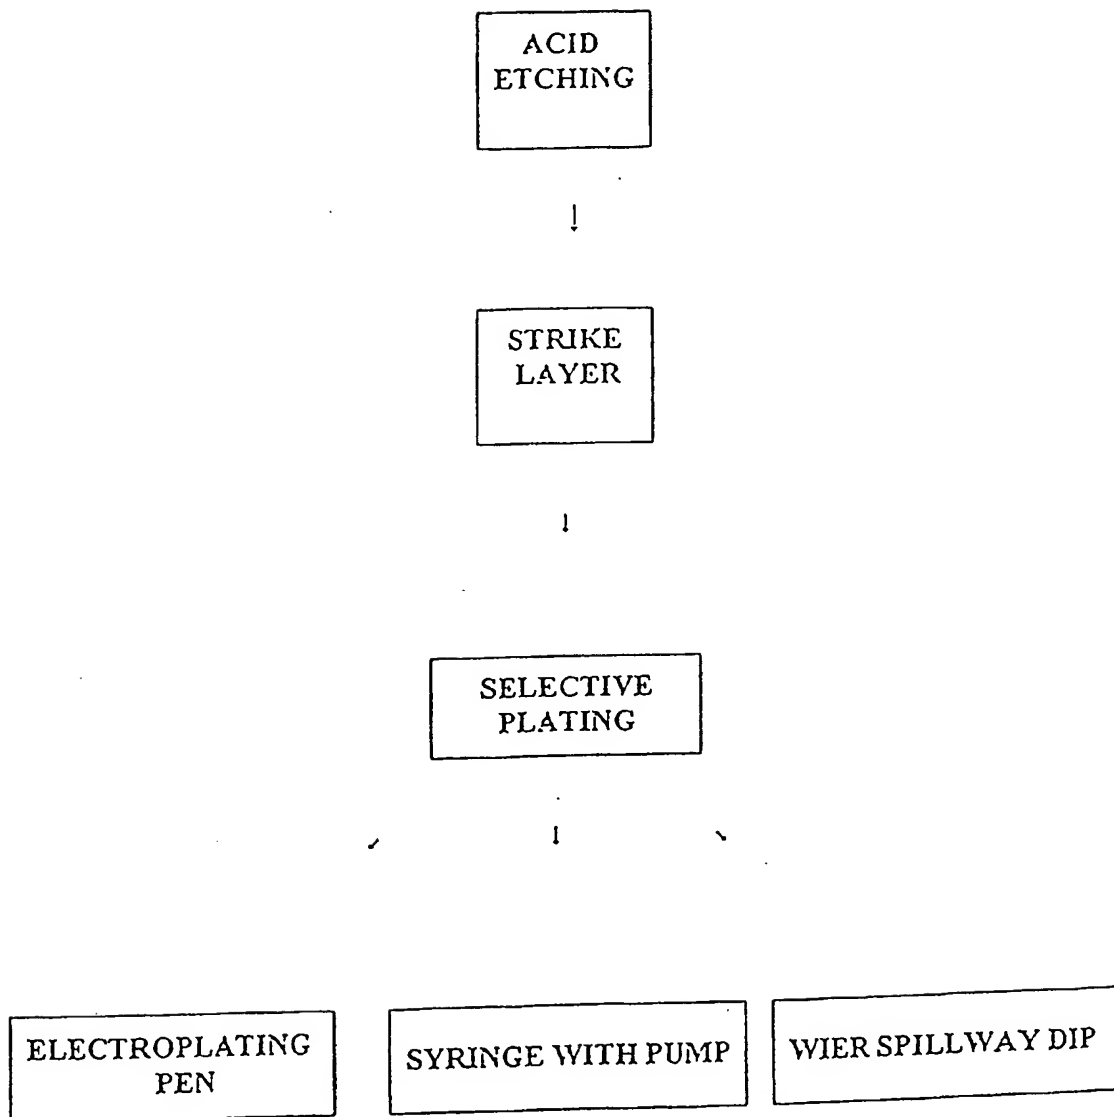 ACID
ETCHING
STRIKE
LAYER
SELECTIVE
PLATING
ELECTROPLATING
PEN
SYRINGE WITH PUMP
WIER SPILLWAY DIP